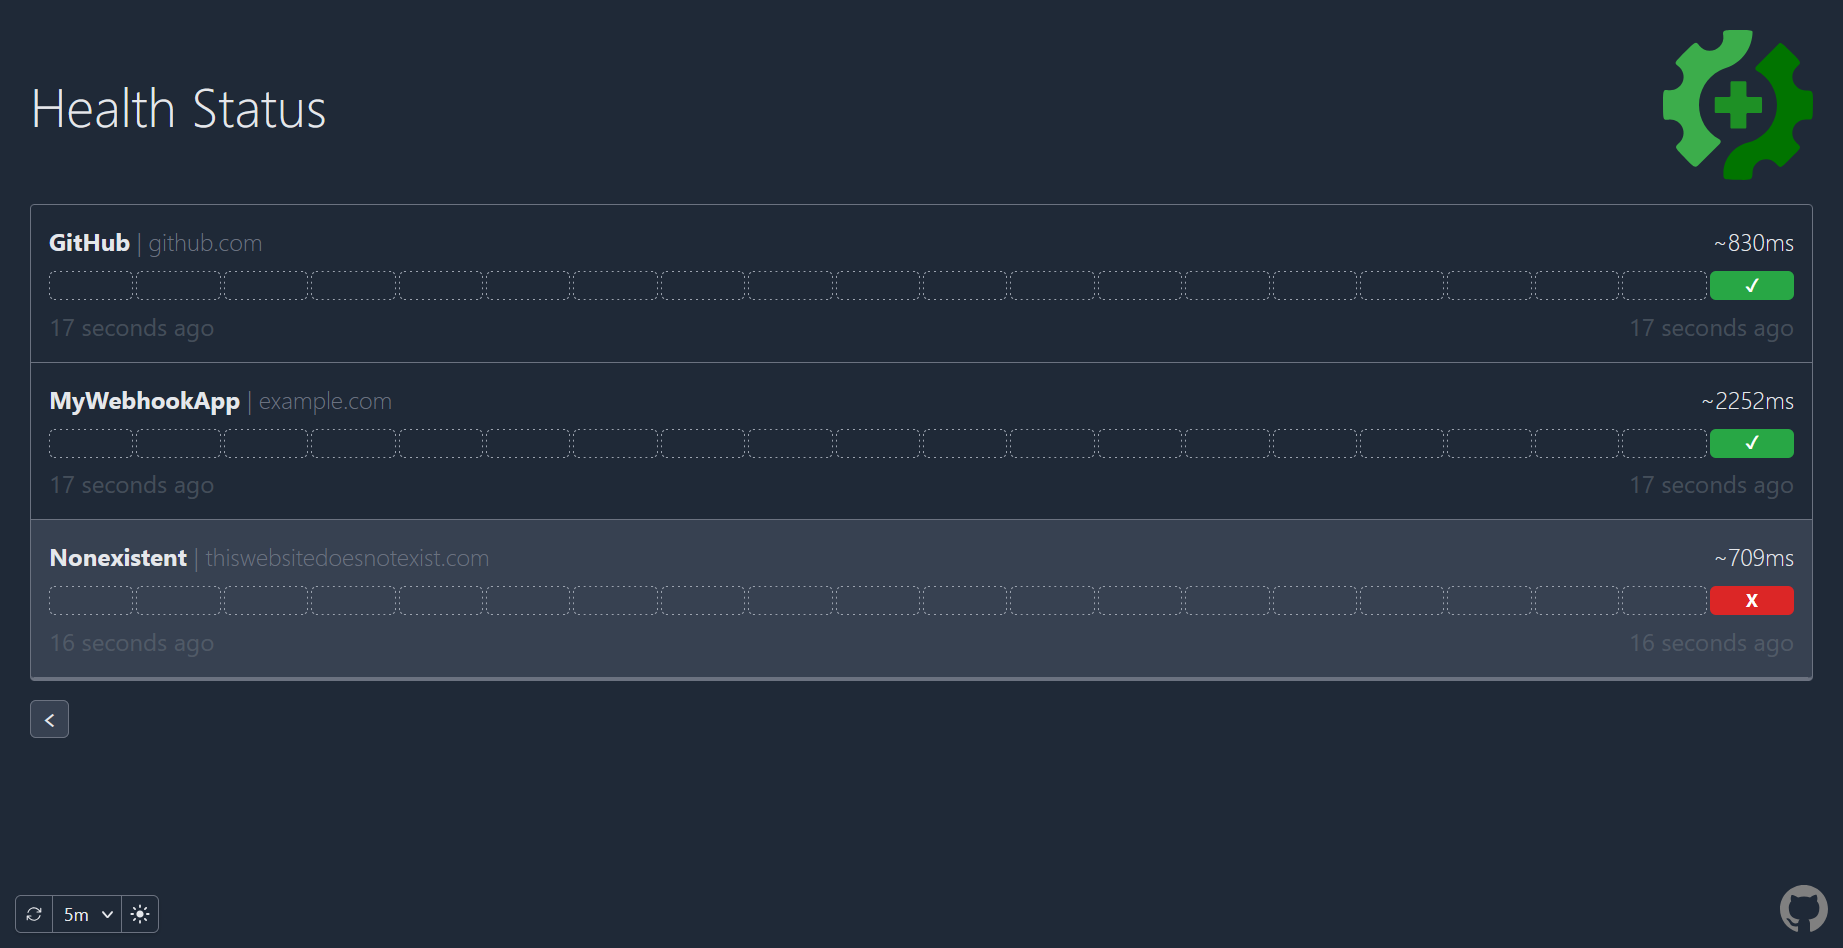 Health Status
GitHub | github.com ~830ms
✓
17 seconds ago 17 seconds ago
MyWebhookApp | example.com ~2252ms
✓
17 seconds ago 17 seconds ago
Nonexistent | thiswebsitedoesnotexist.com ~709ms
X
16 seconds ago 16 seconds ago
<
5m